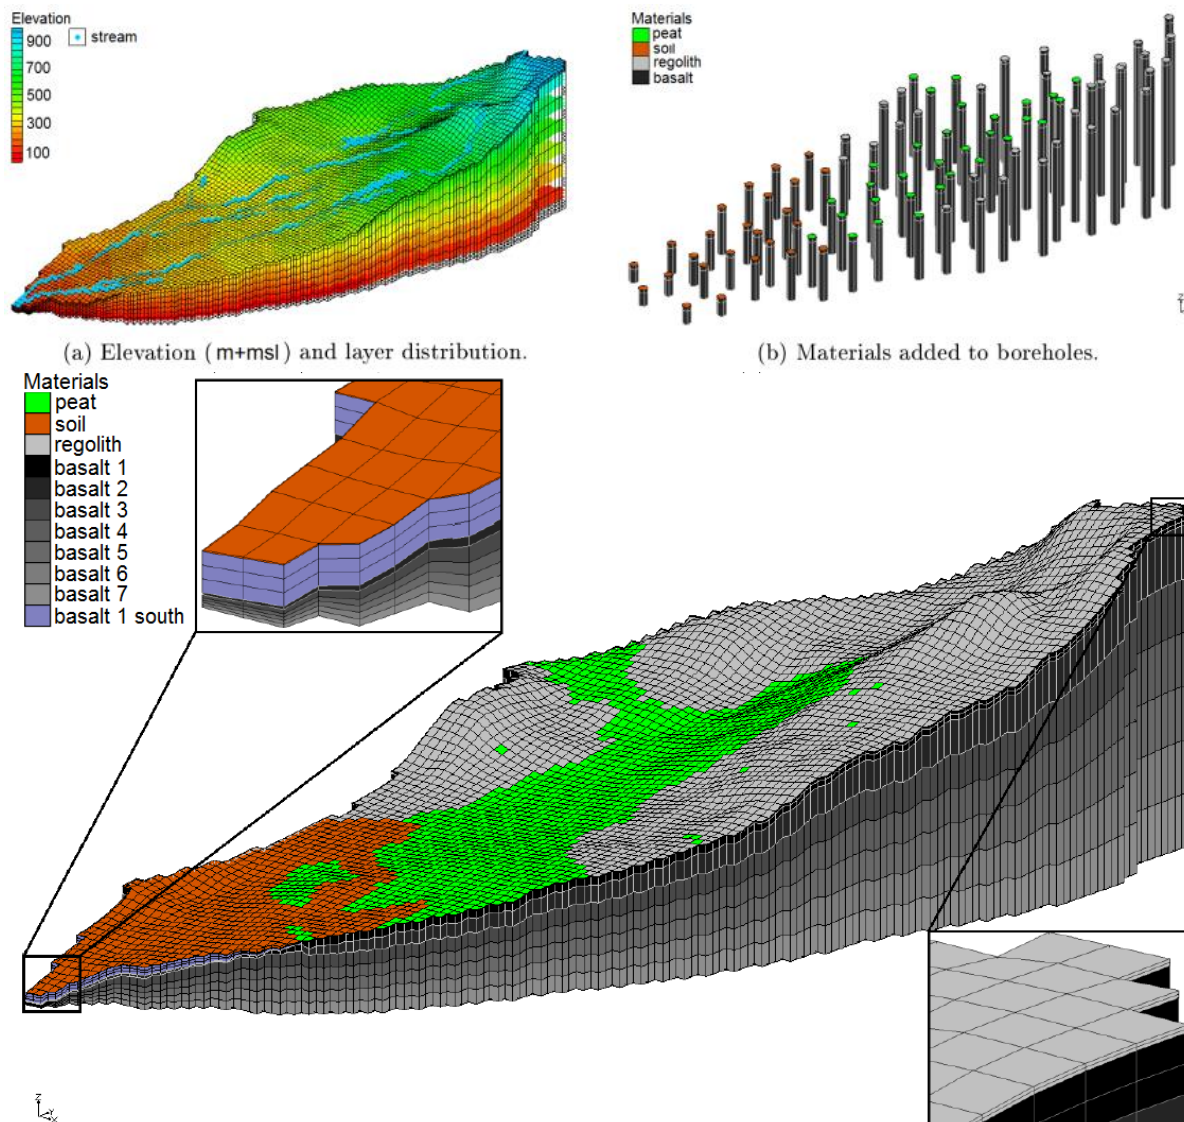 Elevation
900
700
500
300
100
stream
Materials
peat
soil
regolith
basalt
Z
(a) Elevation (m+msl) and layer distribution.
(b) Materials added to boreholes.
Materials
peat
soil
regolith
basalt 1
basalt 2
basalt 3
basalt 4
basalt 5
basalt 6
basalt 7
basalt 1 south
Z
Y
X